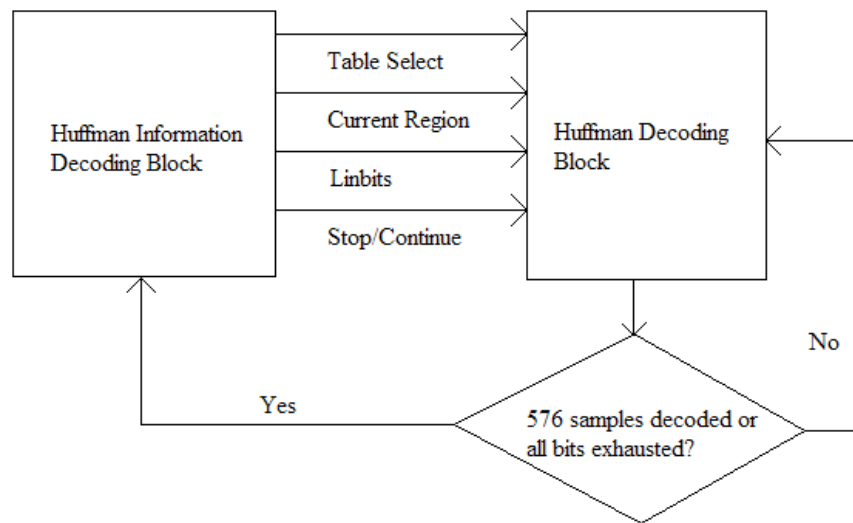 Huffman Information
Decoding Block
Table Select
Current Region
Linbits
Stop/Continue
Huffman Decoding
Block
No
Yes
576 samples decoded or
all bits exhausted?